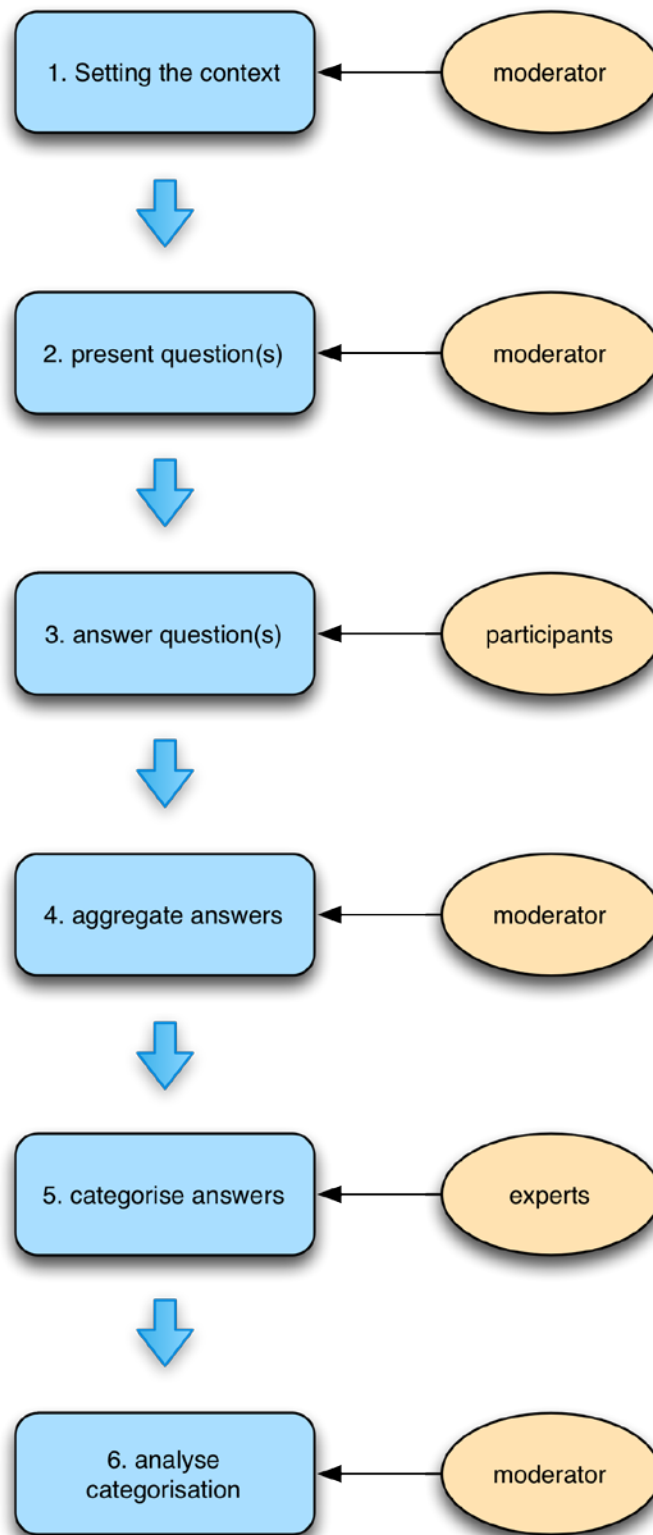 1. Setting the context
moderator
2. present question(s)
moderator
3. answer question(s)
participants
4. aggregate answers
moderator
5. categorise answers
experts
6. analyse
categorisation
moderator